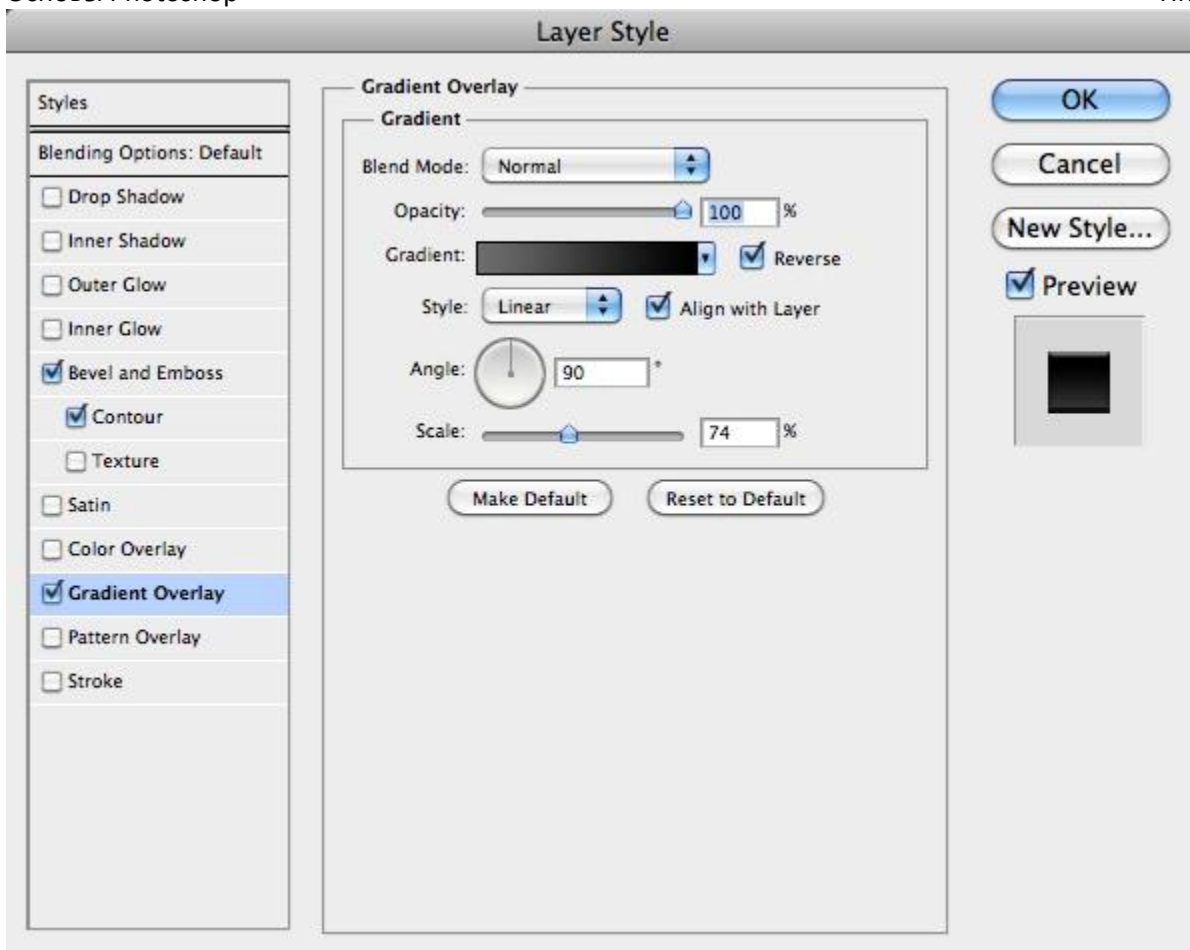 Layer Style
Styles
Blending Options: Default
Drop Shadow
Inner Shadow
Outer Glow
Inner Glow
Bevel and Emboss
Contour
Texture
Satin
Color Overlay
Gradient Overlay
Pattern Overlay
Stroke
Gradient Overlay
Gradient
Blend Mode: Normal
Opacity: 100 %
Gradient: Reverse
Style: Linear Align with Layer
Angle: 90 °
Scale: 74 %
Make Default Reset to Default
OK
Cancel
New Style...
Preview